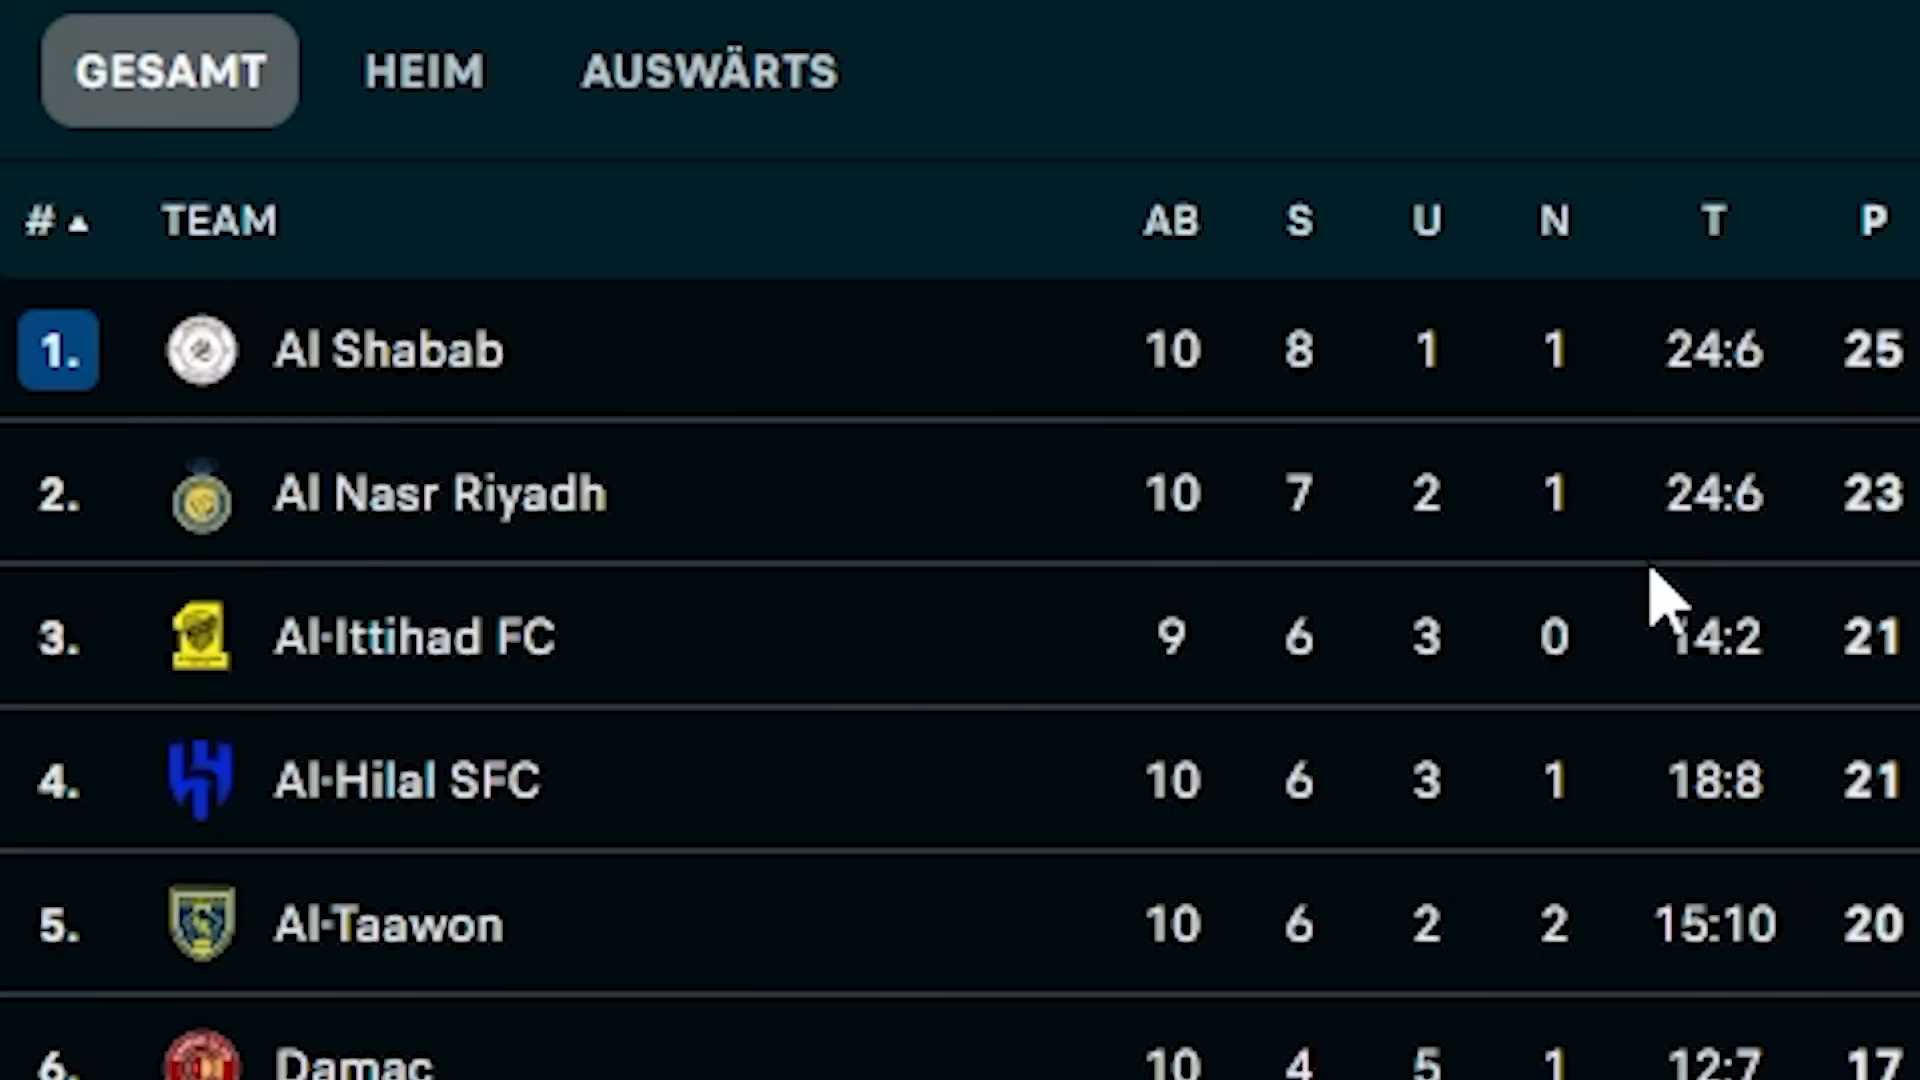 GESAMT HEIM AUSWÄRTS
# TEAM AB S U N T P
1. Al Shabab 10 8 1 1 24:6 25
2. Al Nasr Riyadh 10 7 2 1 24:6 23
3. Al-Ittihad FC 9 6 3 0 14:2 21
4. Al-Hilal SFC 10 6 3 1 18:8 21
5. Al-Taawon 10 6 2 2 15:10 20
6. Damac 10 4 5 1 12:7 17